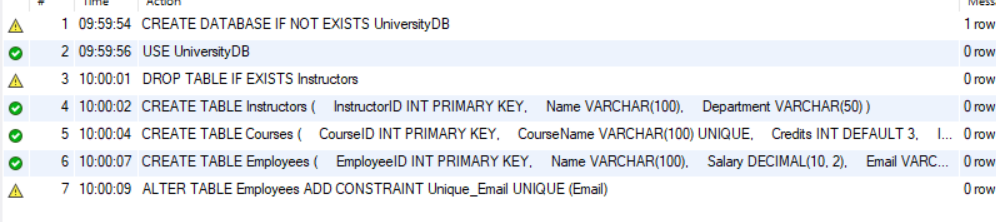 # Time Action Mess
1 09:59:54 CREATE DATABASE IF NOT EXISTS UniversityDB 1 row
2 09:59:56 USE UniversityDB 0 row
3 10:00:01 DROP TABLE IF EXISTS Instructors 0 row
4 10:00:02 CREATE TABLE Instructors ( InstructorID INT PRIMARY KEY, Name VARCHAR(100), Department VARCHAR(50) ) 0 row
5 10:00:04 CREATE TABLE Courses ( CourseID INT PRIMARY KEY, CourseName VARCHAR(100) UNIQUE, Credits INT DEFAULT 3, I... 0 row
6 10:00:07 CREATE TABLE Employees ( EmployeeID INT PRIMARY KEY, Name VARCHAR(100), Salary DECIMAL(10, 2), Email VARC... 0 row
7 10:00:09 ALTER TABLE Employees ADD CONSTRAINT Unique_Email UNIQUE (Email) 0 row